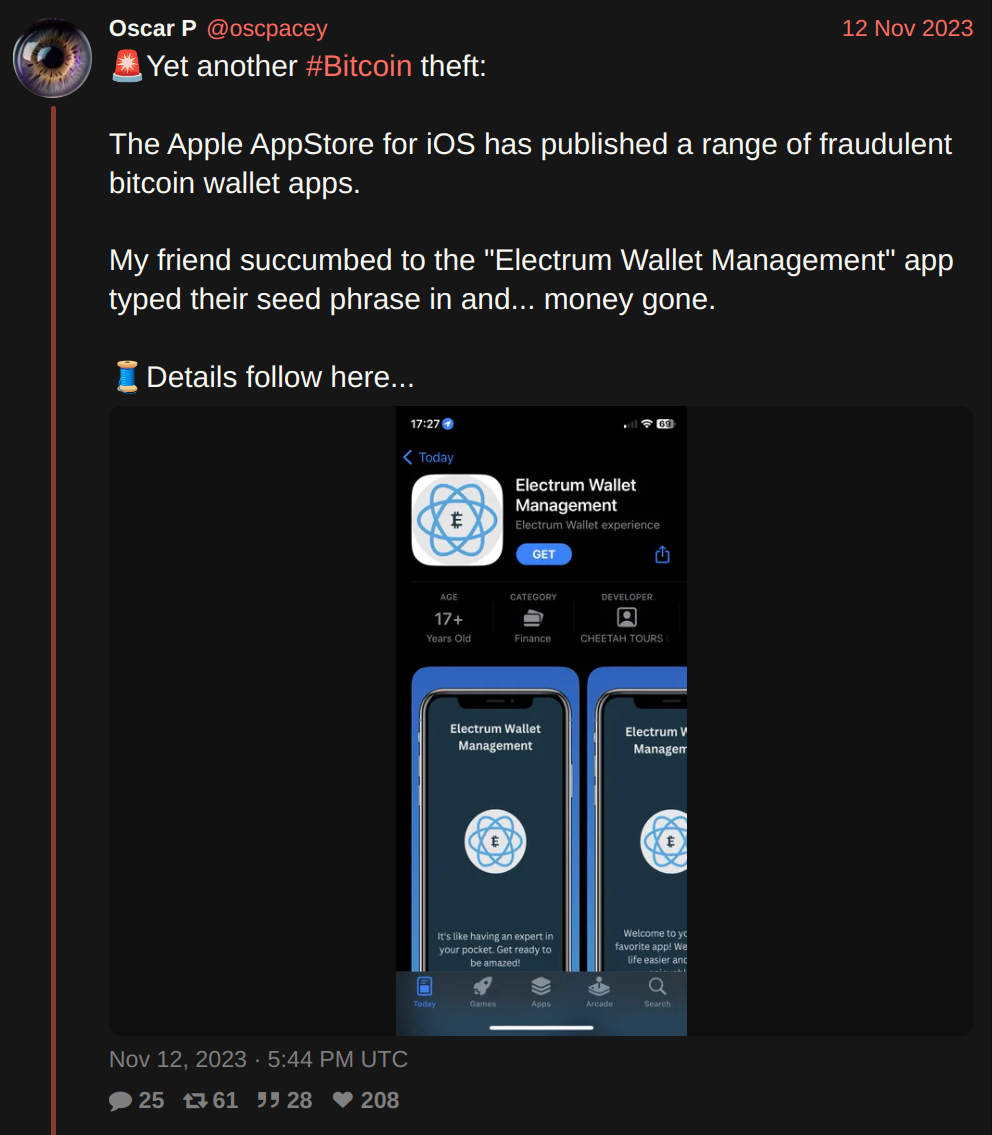 Oscar P @oscpacey 12 Nov 2023
🚨Yet another #Bitcoin theft:
The Apple AppStore for iOS has published a range of fraudulent
bitcoin wallet apps.
My friend succumbed to the "Electrum Wallet Management" app
typed their seed phrase in and... money gone.
🧵Details follow here...
17:27 69
Today
Electrum Wallet
Management
Electrum Wallet experience
GET
AGE CATEGORY DEVELOPER
17+
Years Old Finance CHEETAH TOURS
Electrum Wallet
Management
Electrum W
Managem
It's like having an expert in
your pocket. Get ready to
be amazed!
Welcome to yo
favorite app! We
life easier and
Today Games Apps Arcade Search
Nov 12, 2023 · 5:44 PM UTC
25 61 28 208